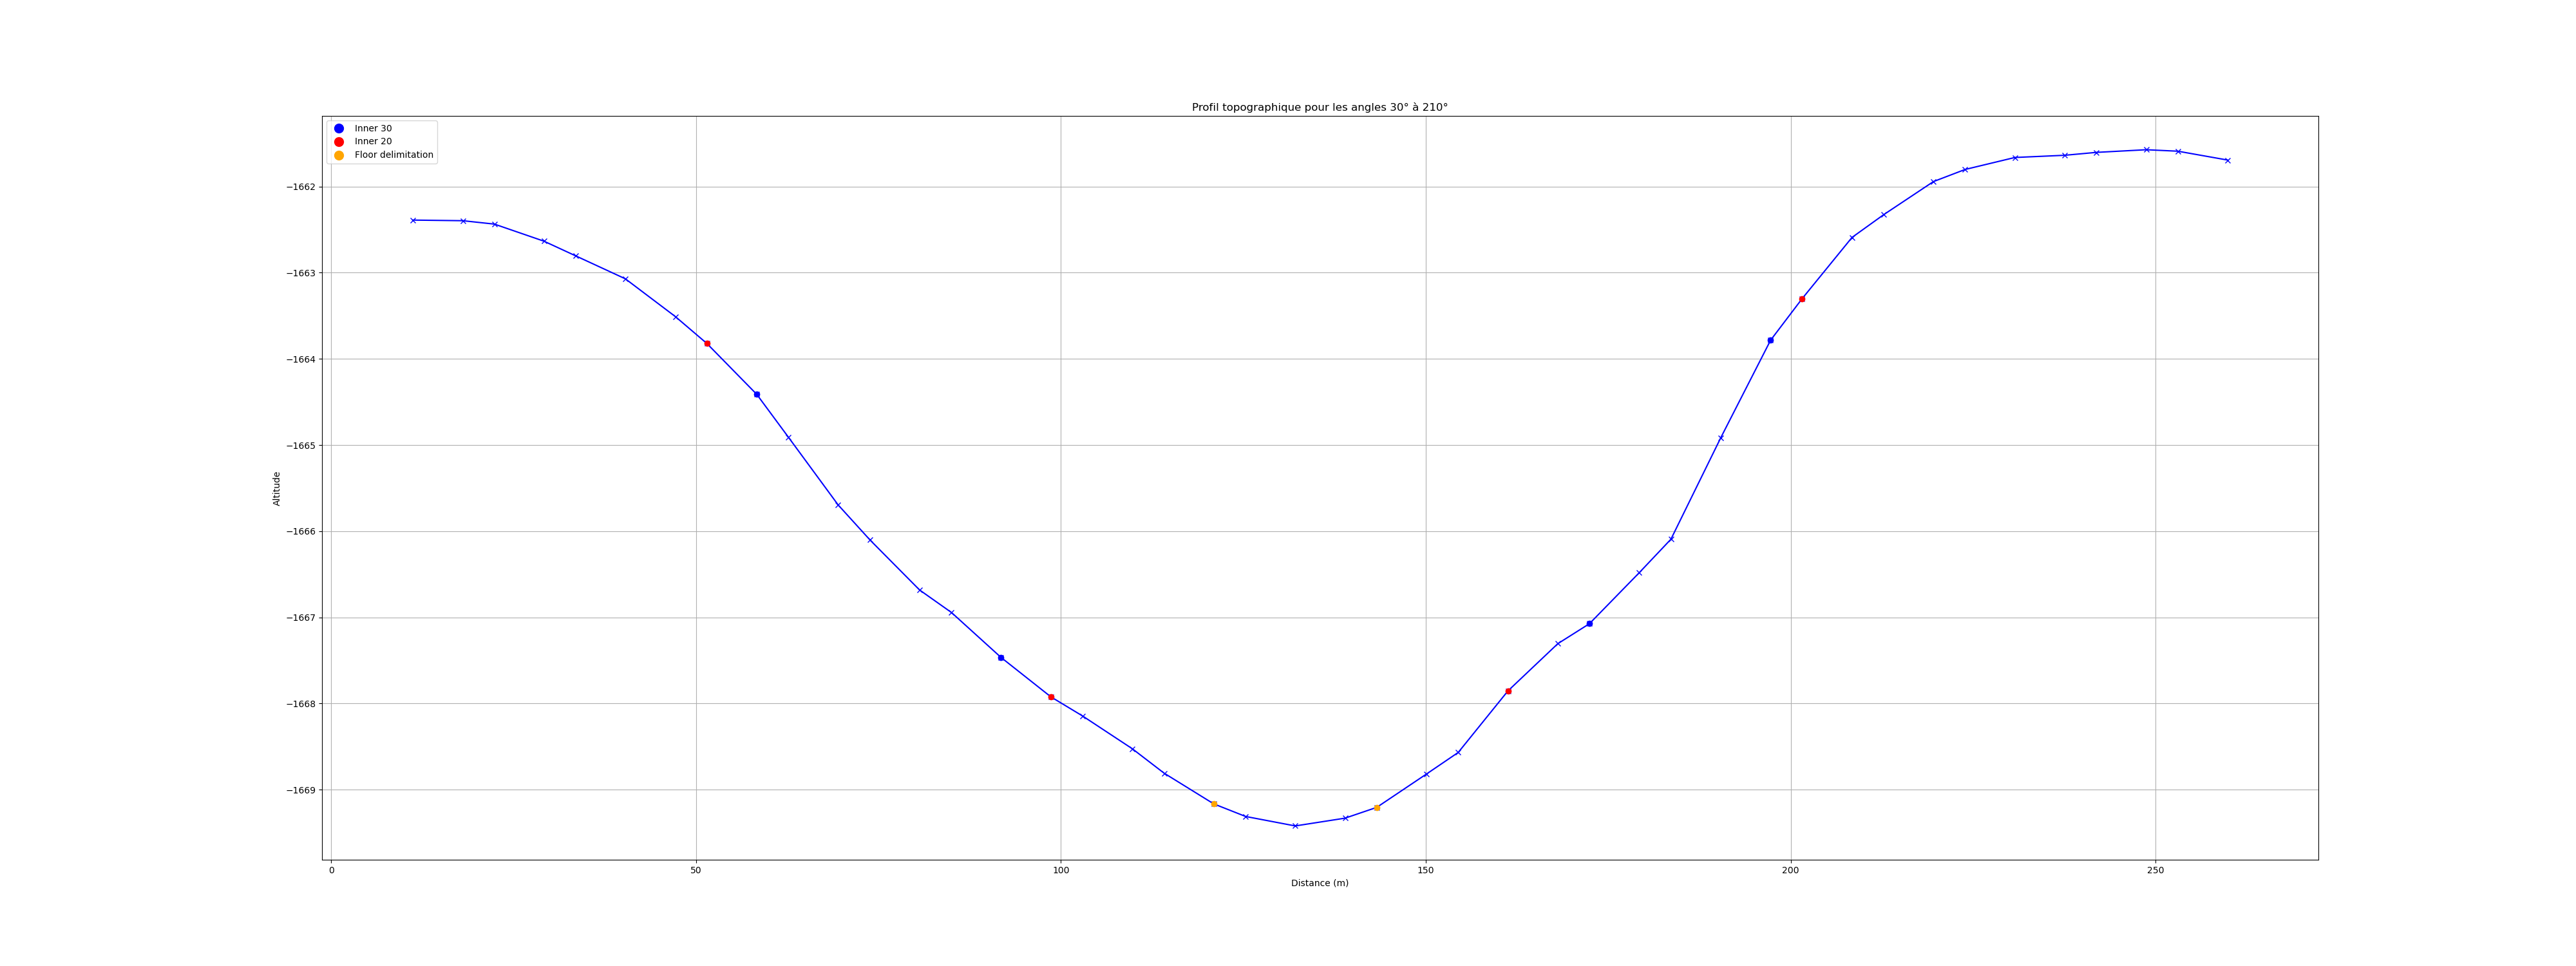 Profil topographique pour les angles 30° à 210°
Inner 30
Inner 20
Floor delimitation
−1662
−1663
−1664
−1665
−1666
−1667
−1668
−1669
Altitude
0
50
100
150
200
250
Distance (m)